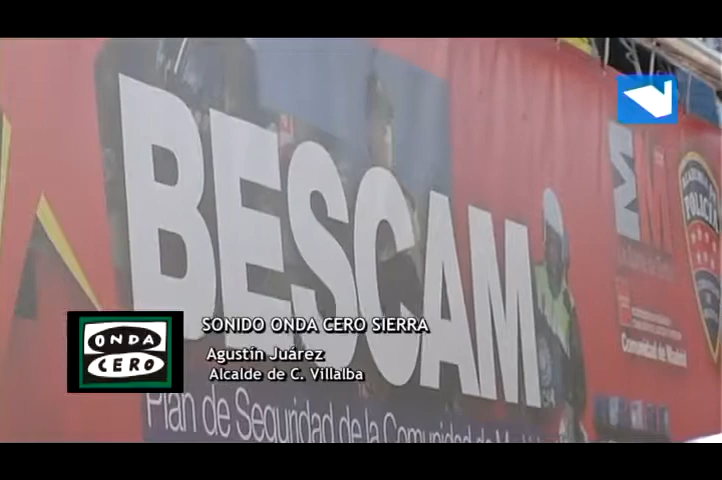 BESCAM
Plan de Seguridad de la Comunidad de
POLICÍA
Comunidad de Madrid
ONDA
CERO
SONIDO ONDA CERO SIERRA
Agustín Juárez
Alcalde de C. Villalba